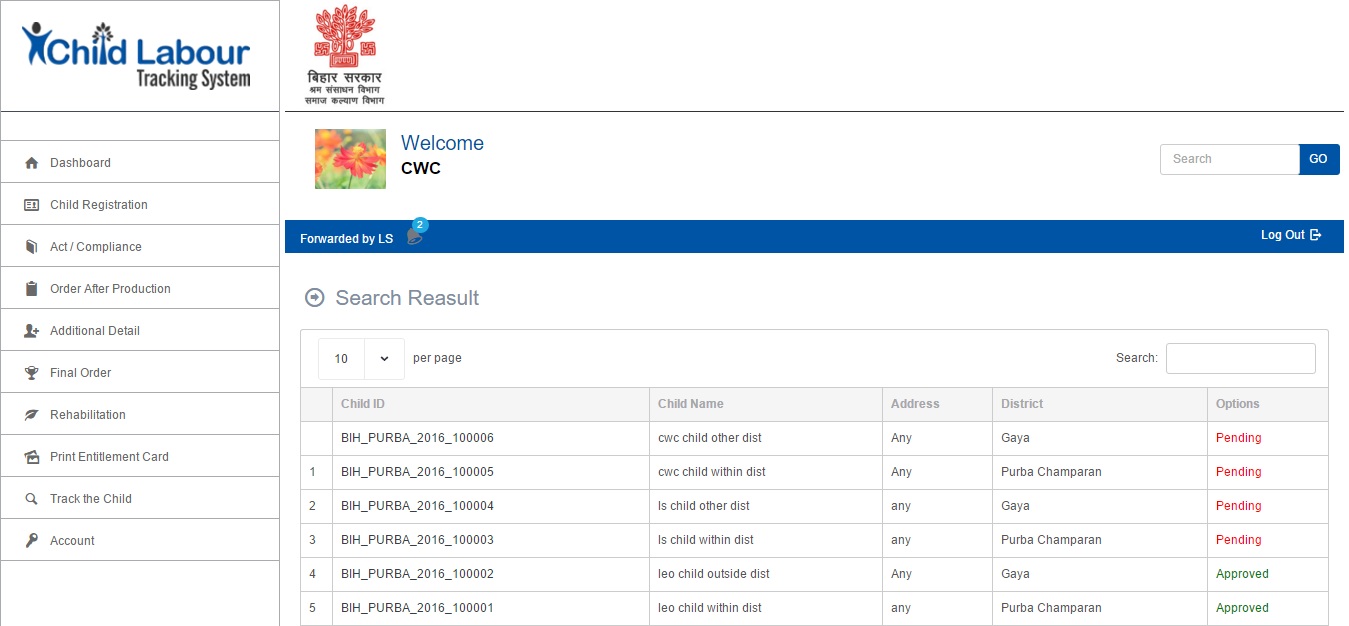 Child Labour
Tracking System
बिहार सरकार
श्रम संसाधन विभाग
समाज कल्याण विभाग
Welcome
CWC
Search GO
Forwarded by LS 2 Log Out
Dashboard
Child Registration
Act / Compliance
Order After Production
Additional Detail
Final Order
Rehabilitation
Print Entitlement Card
Track the Child
Account
Search Reasult
10 per page Search:
Child ID Child Name Address District Options
BIH_PURBA_2016_100006 cwc child other dist Any Gaya Pending
1 BIH_PURBA_2016_100005 cwc child within dist Any Purba Champaran Pending
2 BIH_PURBA_2016_100004 ls child other dist any Gaya Pending
3 BIH_PURBA_2016_100003 ls child within dist any Purba Champaran Pending
4 BIH_PURBA_2016_100002 leo child outside dist Any Gaya Approved
5 BIH_PURBA_2016_100001 leo child within dist any Purba Champaran Approved